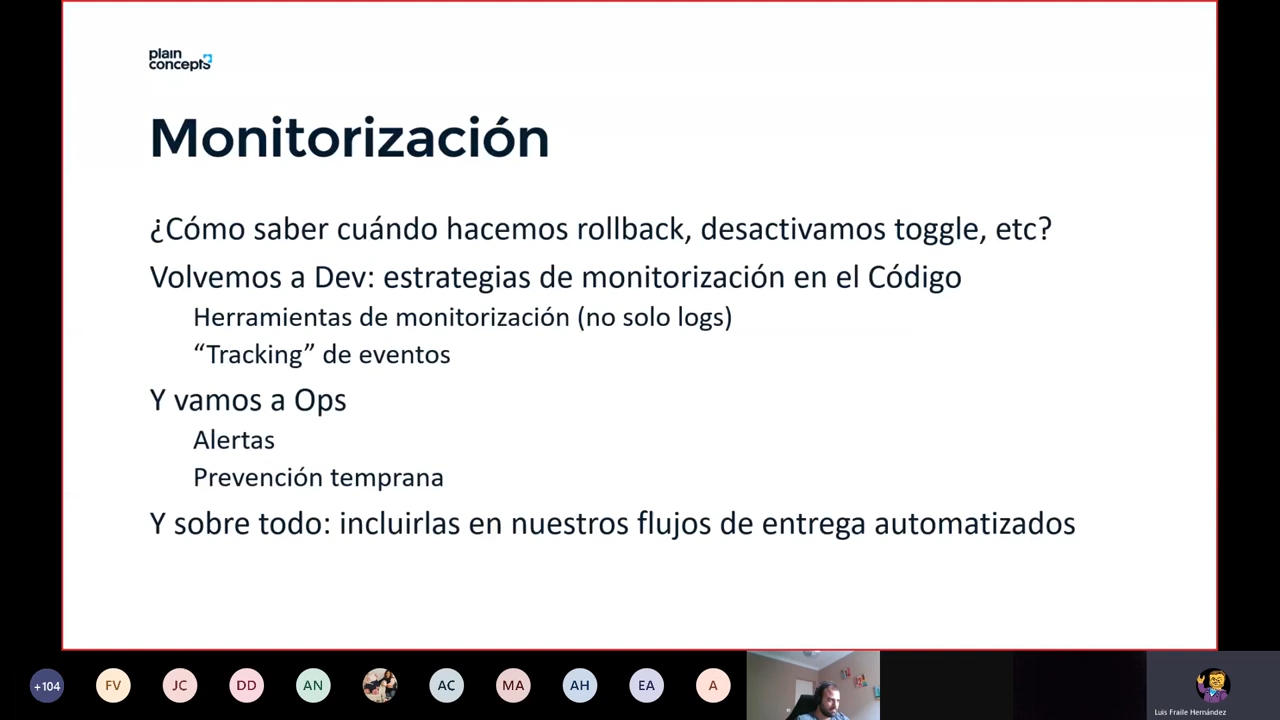 plain
concepts
Monitorización
¿Cómo saber cuándo hacemos rollback, desactivamos toggle, etc?
Volvemos a Dev: estrategias de monitorización en el Código
Herramientas de monitorización (no solo logs)
“Tracking” de eventos
Y vamos a Ops
Alertas
Prevención temprana
Y sobre todo: incluirlas en nuestros flujos de entrega automatizados
+104
FV
JC
DD
AN
AC
MA
AH
EA
A
Luis Fraile Hernández